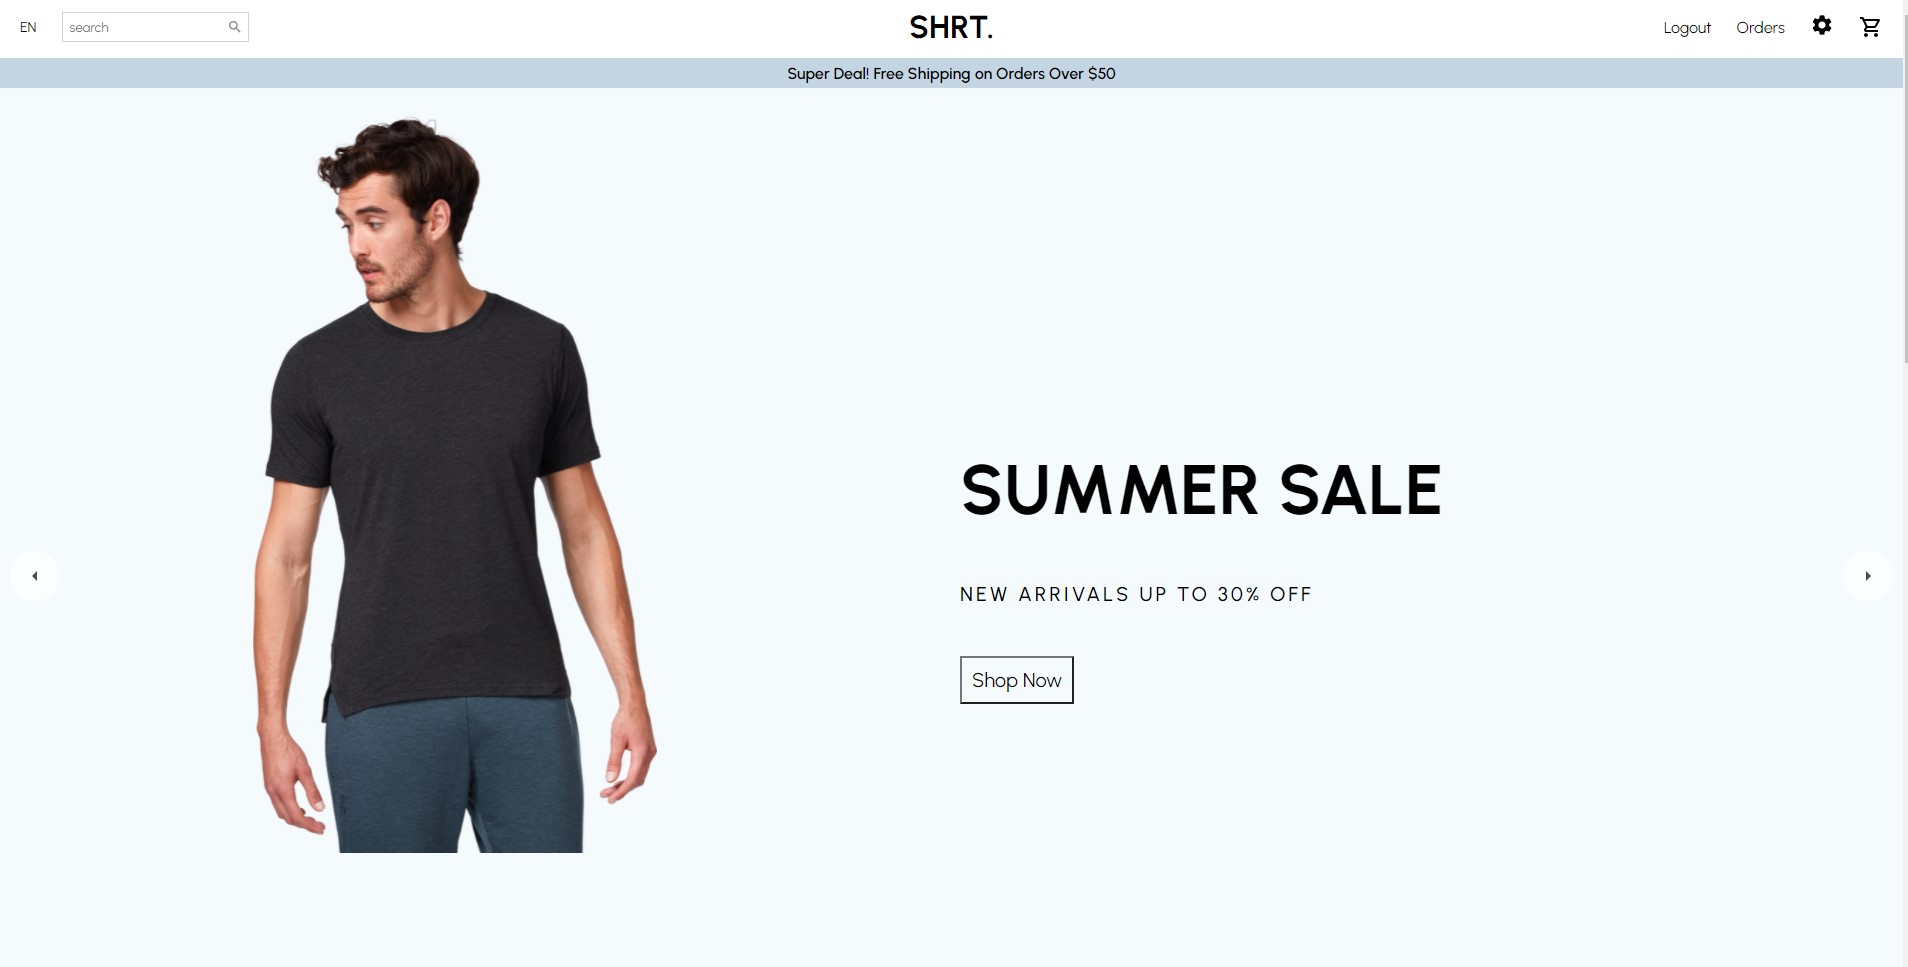 EN
search
SHRT.
Logout
Orders
Super Deal! Free Shipping on Orders Over $50
SUMMER SALE
NEW ARRIVALS UP TO 30% OFF
Shop Now